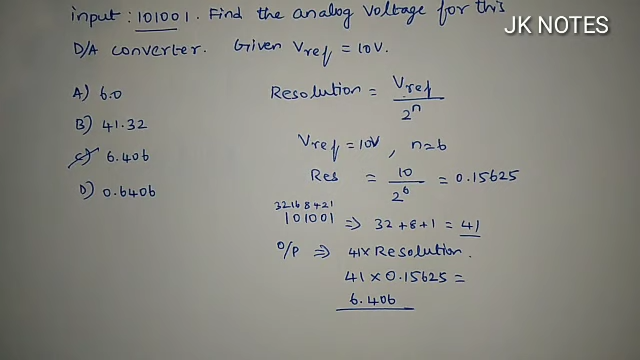 input : 101001. Find the analog voltage for this
JK NOTES
D/A converter. Given Vref = 10V.
A) 6.0
B) 41.32
C) 6.406
D) 0.6406
Resolution = Vref / 2^n
Vref = 10V, n=6
Res = 10 / 2^6 = 0.15625
32 16 8 4 2 1
101001 => 32+8+1 = 41
O/P => 41 x Resolution.
41 x 0.15625 =
6.406